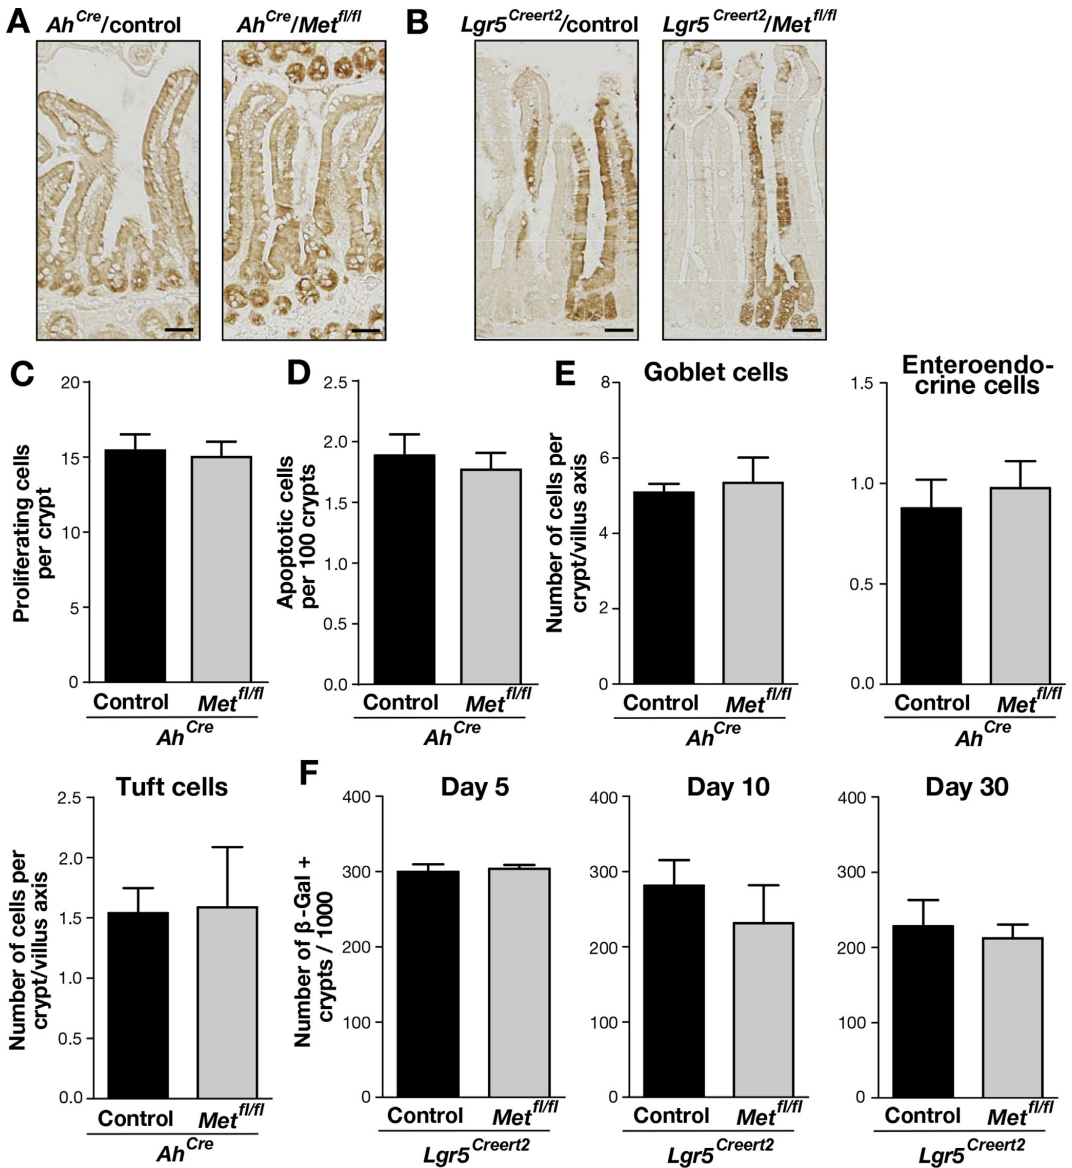 A
Ah^Cre/control
Ah^Cre/Met^fl/fl
B
Lgr5^Creert2/control
Lgr5^Creert2/Met^fl/fl
C
Proliferating cells
per crypt
20
15
10
5
0
Control
Met^fl/fl
Ah^Cre
D
Apoptotic cells
per 100 crypts
2.5
2.0
1.5
1.0
0.5
0.0
Control
Met^fl/fl
Ah^Cre
E
Goblet cells
Number of cells per
crypt/villus axis
8
6
4
2
0
Control
Met^fl/fl
Ah^Cre
Enteroendo-
crine cells
1.5
1.0
0.5
0.0
Control
Met^fl/fl
Ah^Cre
Tuft cells
Number of cells per
crypt/villus axis
2.5
2.0
1.5
1.0
0.5
0.0
Control
Met^fl/fl
Ah^Cre
F
Number of β-Gal +
crypts / 1000
Day 5
400
300
200
100
0
Control
Met^fl/fl
Lgr5^Creert2
Day 10
400
300
200
100
0
Control
Met^fl/fl
Lgr5^Creert2
Day 30
400
300
200
100
0
Control
Met^fl/fl
Lgr5^Creert2